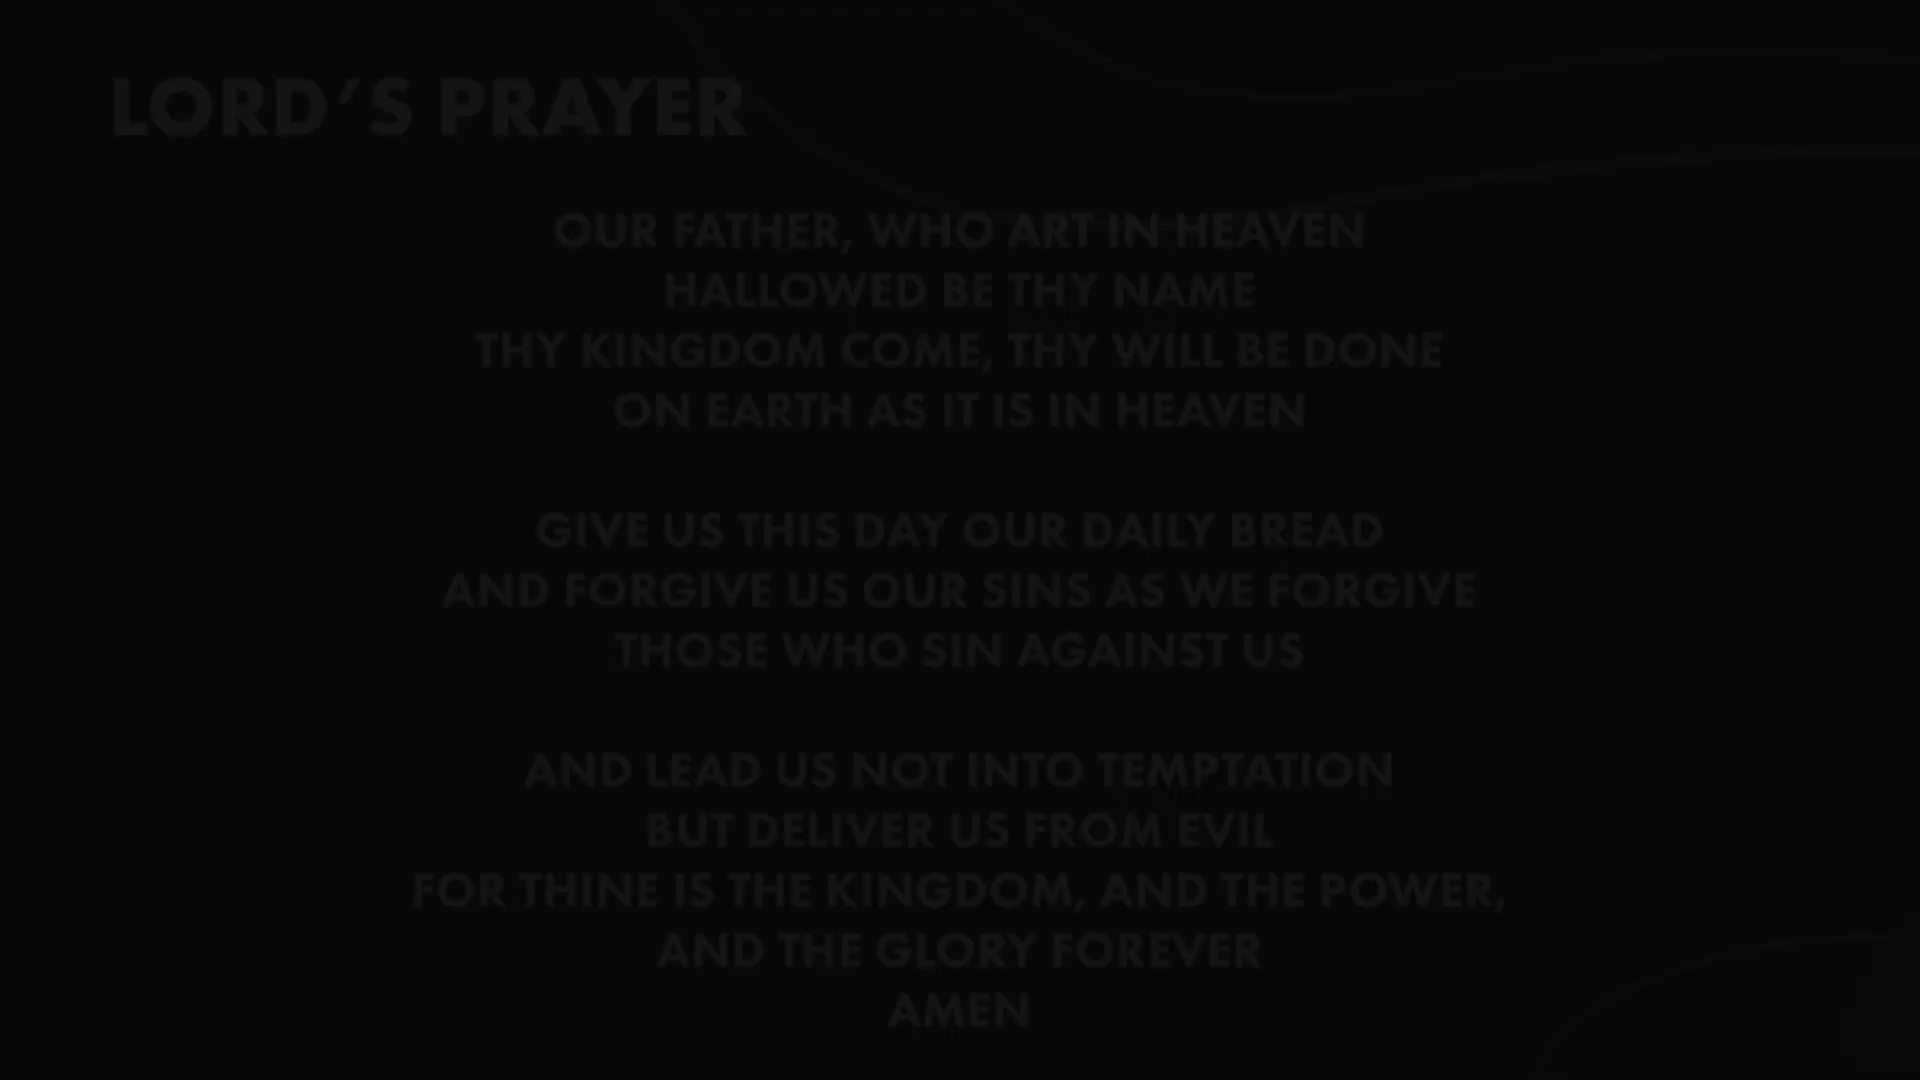 LORD'S PRAYER
OUR FATHER, WHO ART IN HEAVEN
HALLOWED BE THY NAME
THY KINGDOM COME, THY WILL BE DONE
ON EARTH AS IT IS IN HEAVEN
GIVE US THIS DAY OUR DAILY BREAD
AND FORGIVE US OUR SINS AS WE FORGIVE
THOSE WHO SIN AGAINST US
AND LEAD US NOT INTO TEMPTATION
BUT DELIVER US FROM EVIL
FOR THINE IS THE KINGDOM, AND THE POWER,
AND THE GLORY FOREVER
AMEN